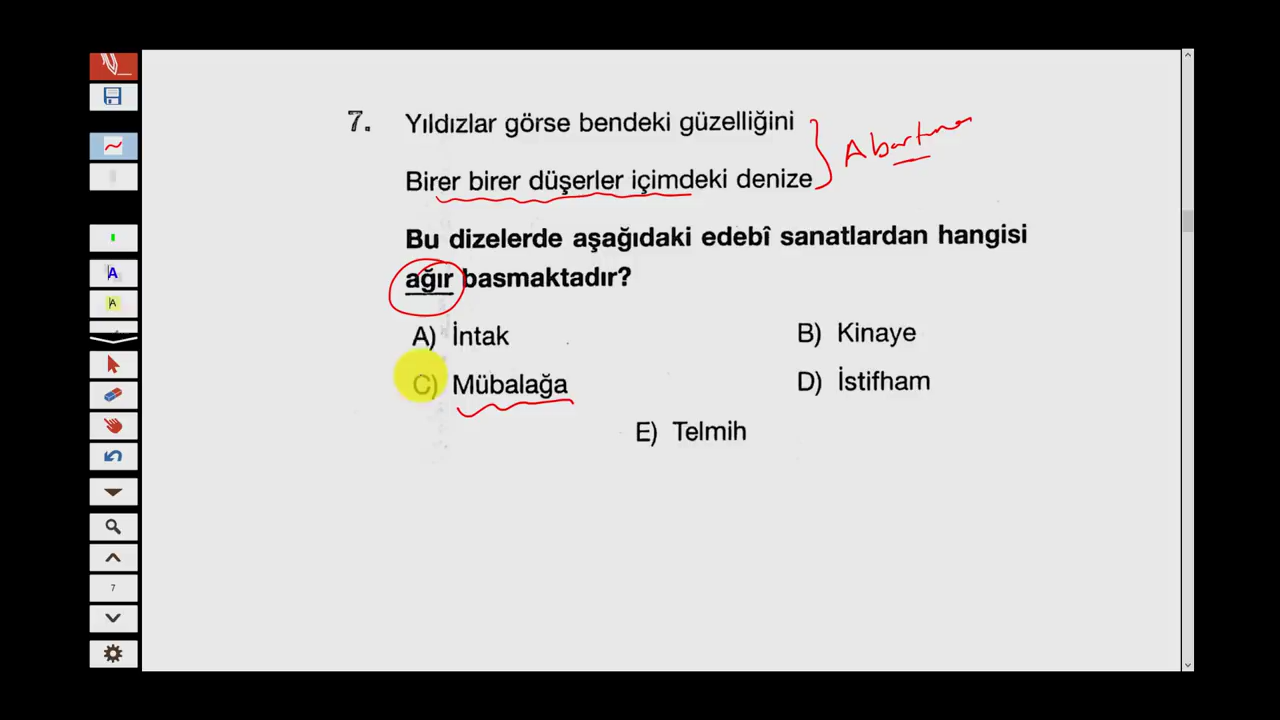 7. Yıldızlar görse bendeki güzelliğini
Abartma
Birer birer düşerler içimdeki denize
Bu dizelerde aşağıdaki edebî sanatlardan hangisi
ağır basmaktadır?
A) İntak
B) Kinaye
C) Mübalağa
D) İstifham
E) Telmih
A
A
7